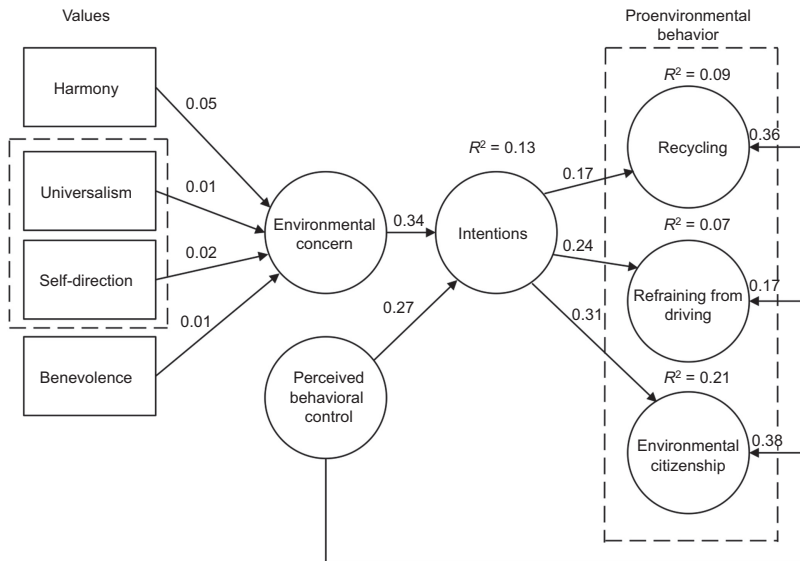 Values
Proenvironmental
behavior
Harmony
Universalism
Self-direction
Benevolence
0.05
0.01
0.02
0.01
Environmental
concern
0.34
Perceived
behavioral
control
0.27
R² = 0.13
Intentions
0.17
0.24
0.31
R² = 0.09
Recycling
0.36
R² = 0.07
Refraining from
driving
0.17
R² = 0.21
Environmental
citizenship
0.38